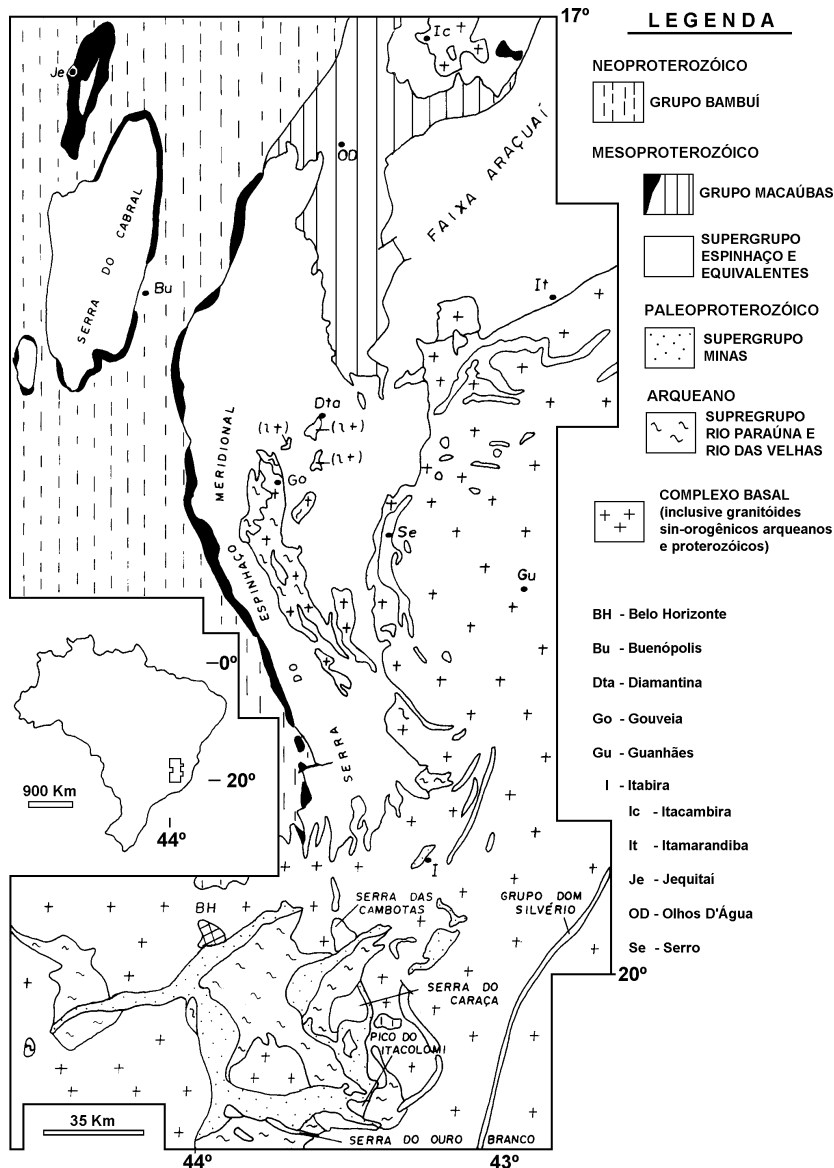 17º
LEGENDA
NEOPROTEROZÓICO
GRUPO BAMBUÍ
MESOPROTEROZÓICO
GRUPO MACAÚBAS
SUPERGRUPO
ESPINHAÇO E
EQUIVALENTES
PALEOPROTEROZÓICO
SUPERGRUPO
MINAS
ARQUEANO
SUPREGRUPO
RIO PARAÚNA E
RIO DAS VELHAS
COMPLEXO BASAL
(inclusive granitóides
sin-orogênicos arqueanos
e proterozóicos)
BH - Belo Horizonte
Bu - Buenópolis
Dta - Diamantina
Go - Gouveia
Gu - Guanhães
I - Itabira
Ic - Itacambira
It - Itamarandiba
Je - Jequitaí
OD - Olhos D'Água
Se - Serro
Ic
Je
OD
FAIXA ARAÇUAÍ
SERRA DO CABRAL
Bu
It
Dta
Go
Se
Gu
SERRA DO ESPINHAÇO MERIDIONAL
0º
20º
900 Km
44º
I
BH
SERRA DAS
CAMBOTAS
GRUPO DOM
SILVÉRIO
20º
SERRA DO
CARAÇA
PICO DO
ITACOLOMI
35 Km
SERRA DO OURO BRANCO
44º
43º